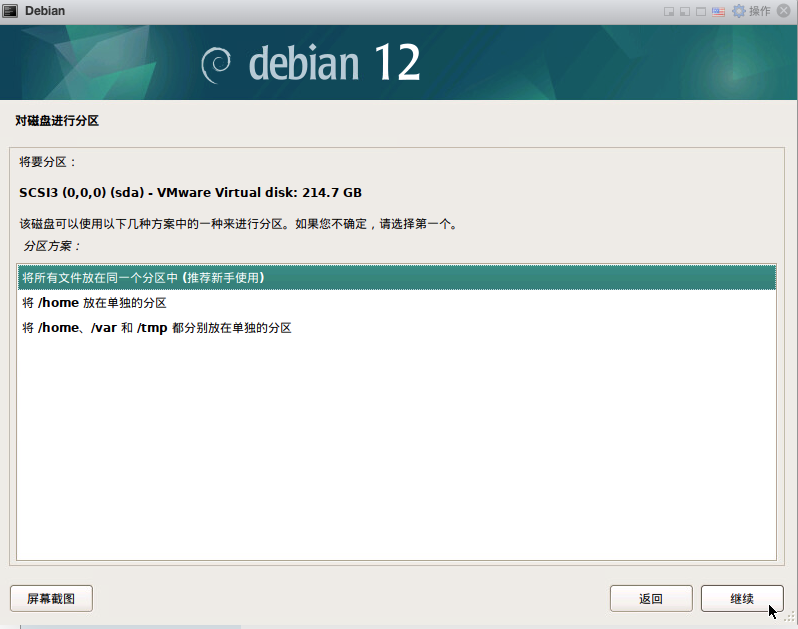 Debian
操作
debian 12
对磁盘进行分区
将要分区：
SCSI3 (0,0,0) (sda) - VMware Virtual disk: 214.7 GB
该磁盘可以使用以下几种方案中的一种来进行分区。如果您不确定，请选择第一个。
分区方案：
将所有文件放在同一个分区中 (推荐新手使用)
将 /home 放在单独的分区
将 /home、/var 和 /tmp 都分别放在单独的分区
屏幕截图
返回
继续